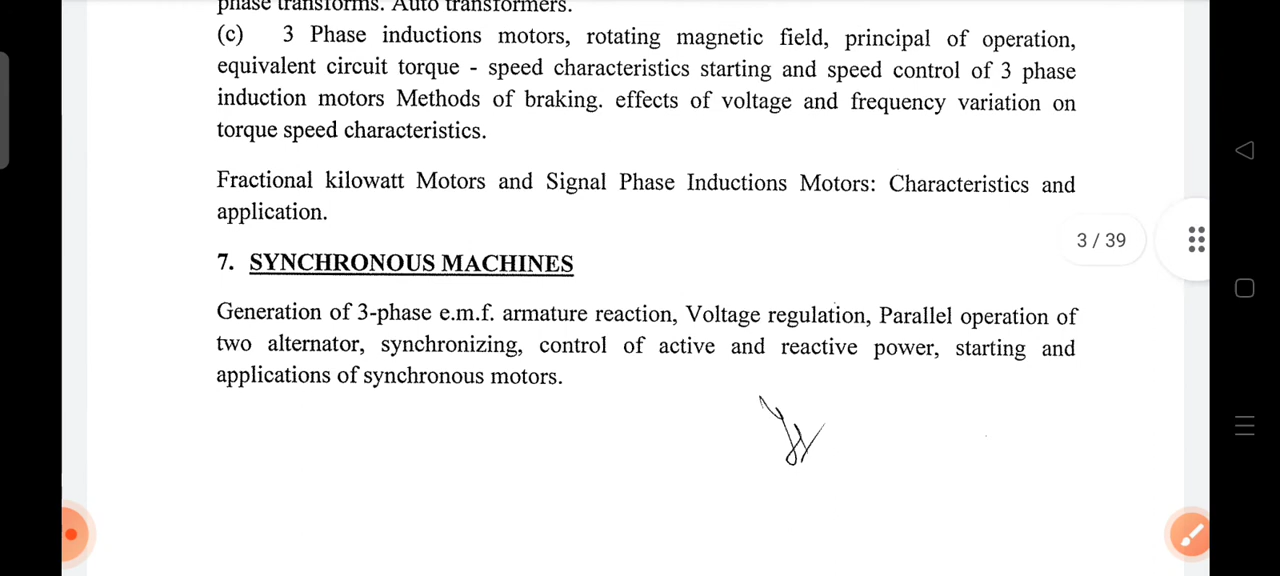 phase transforms. Auto transformers.
(c) 3 Phase inductions motors, rotating magnetic field, principal of operation,
equivalent circuit torque - speed characteristics starting and speed control of 3 phase
induction motors Methods of braking. effects of voltage and frequency variation on
torque speed characteristics.
Fractional kilowatt Motors and Signal Phase Inductions Motors: Characteristics and
application.
3 / 39
7. SYNCHRONOUS MACHINES
Generation of 3-phase e.m.f. armature reaction, Voltage regulation, Parallel operation of
two alternator, synchronizing, control of active and reactive power, starting and
applications of synchronous motors.